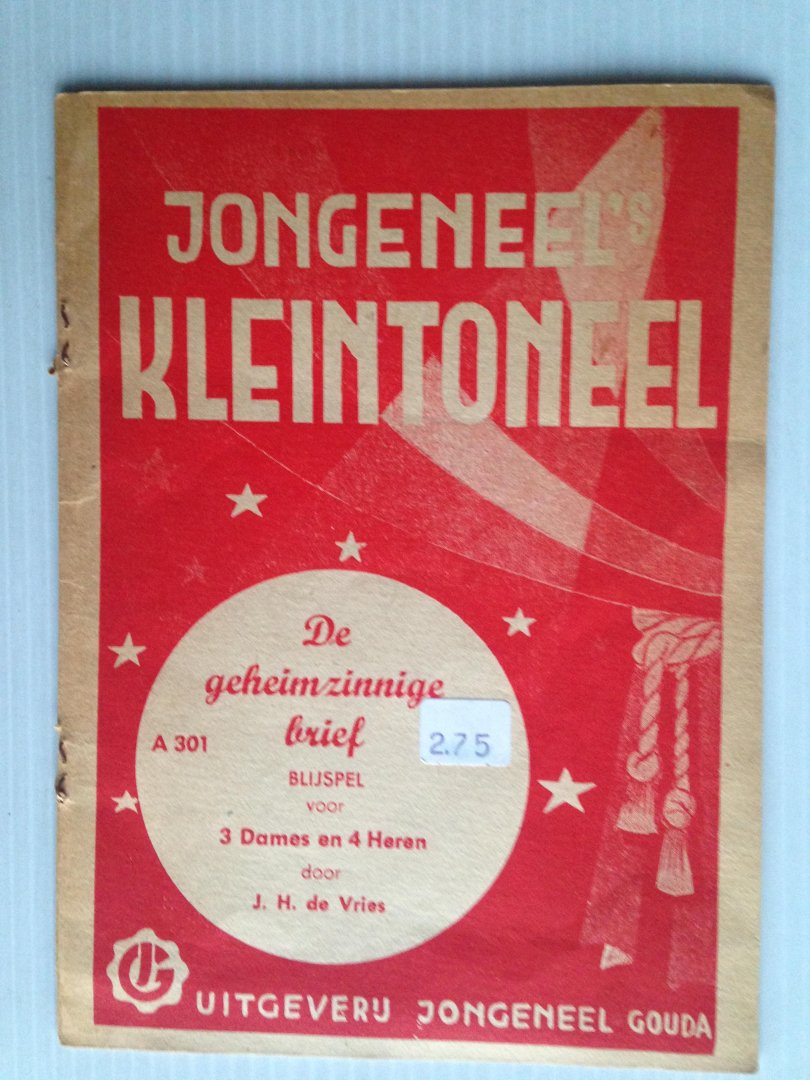 JONGENEEL's
KLEINTONEEL
De
geheimzinnige
brief
A 301
2.75
BLIJSPEL
voor
3 Dames en 4 Heren
door
J. H. de Vries
UITGEVERIJ JONGENEEL GOUDA